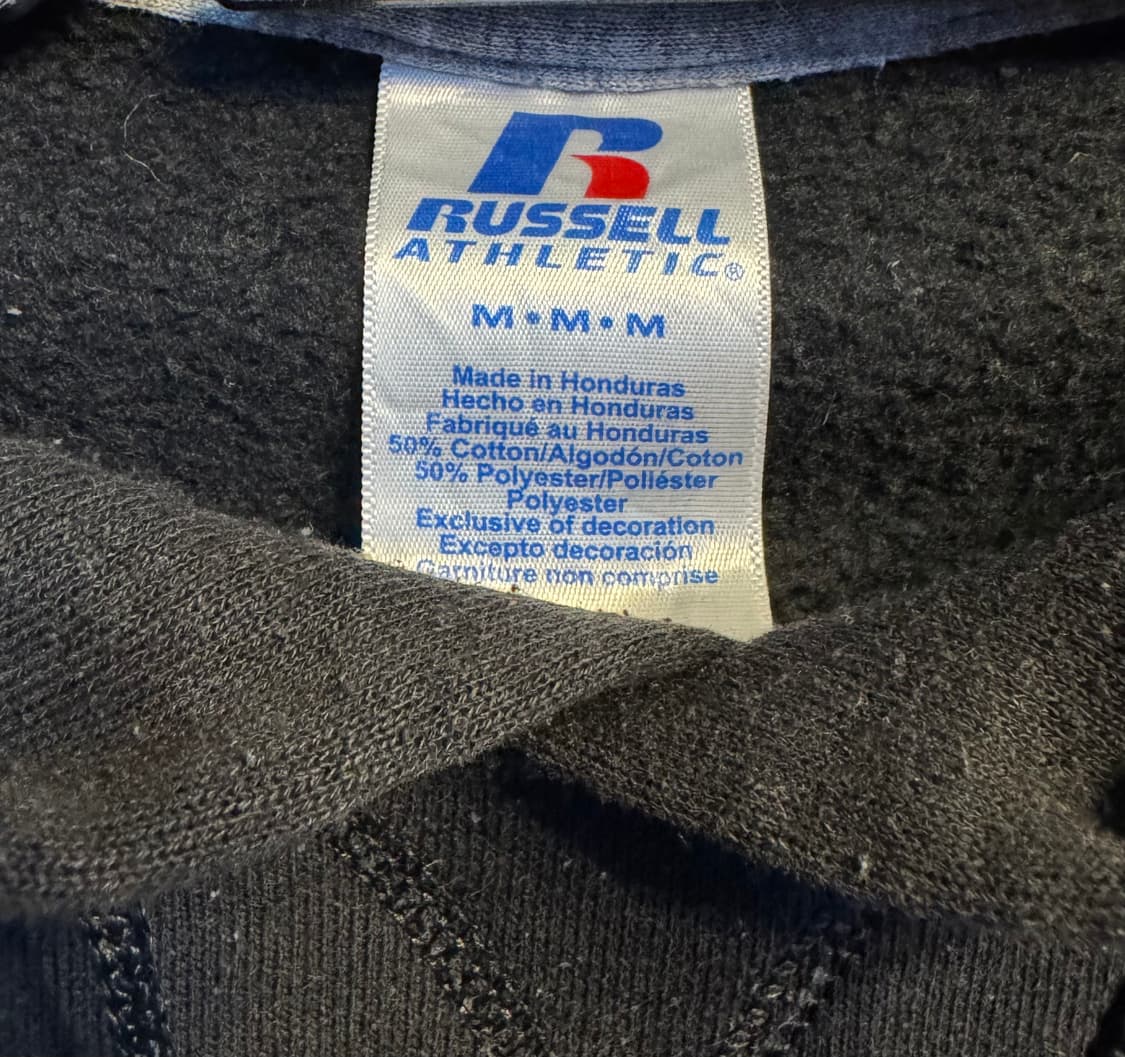 RUSSELL
ATHLETIC®
M•M•M
Made in Honduras
Hecho en Honduras
Fabriqué au Honduras
50% Cotton/Algodón/Coton
50% Polyester/Poliéster
Polyester
Exclusive of decoration
Excepto decoración
Garniture non comprise